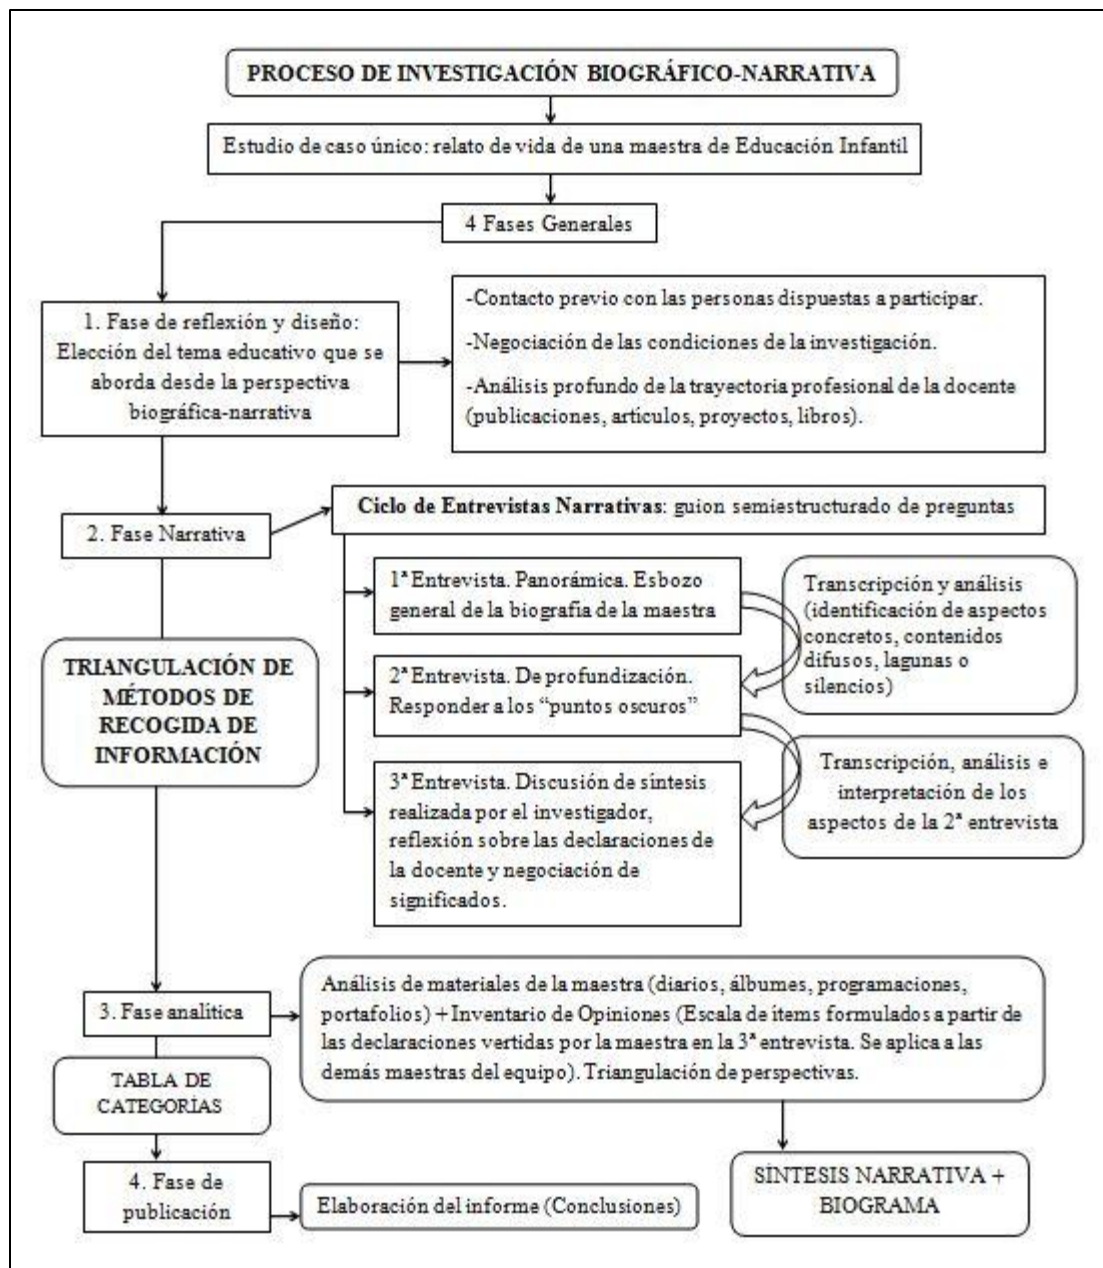 PROCESO DE INVESTIGACIÓN BIOGRÁFICO-NARRATIVA
Estudio de caso único: relato de vida de una maestra de Educación Infantil
4 Fases Generales
1. Fase de reflexión y diseño:
Elección del tema educativo que se
aborda desde la perspectiva
biográfica-narrativa
-Contacto previo con las personas dispuestas a participar.
-Negociación de las condiciones de la investigación.
-Análisis profundo de la trayectoria profesional de la docente
(publicaciones, artículos, proyectos, libros).
2. Fase Narrativa
Ciclo de Entrevistas Narrativas: guion semiestructurado de preguntas
1ª Entrevista. Panorámica. Esbozo
general de la biografía de la maestra
Transcripción y análisis
(identificación de aspectos
concretos, contenidos
difusos, lagunas o
silencios)
TRIANGULACIÓN DE
MÉTODOS DE
RECOGIDA DE
INFORMACIÓN
2ª Entrevista. De profundización.
Responder a los “puntos oscuros”
3ª Entrevista. Discusión de síntesis
realizada por el investigador,
reflexión sobre las declaraciones de
la docente y negociación de
significados.
Transcripción, análisis e
interpretación de los
aspectos de la 2ª entrevista
3. Fase analítica
Análisis de materiales de la maestra (diarios, álbumes, programaciones,
portafolios) + Inventario de Opiniones (Escala de ítems formulados a partir de
las declaraciones vertidas por la maestra en la 3ª entrevista. Se aplica a las
demás maestras del equipo). Triangulación de perspectivas.
TABLA DE
CATEGORÍAS
4. Fase de
publicación
Elaboración del informe (Conclusiones)
SÍNTESIS NARRATIVA +
BIOGRAMA